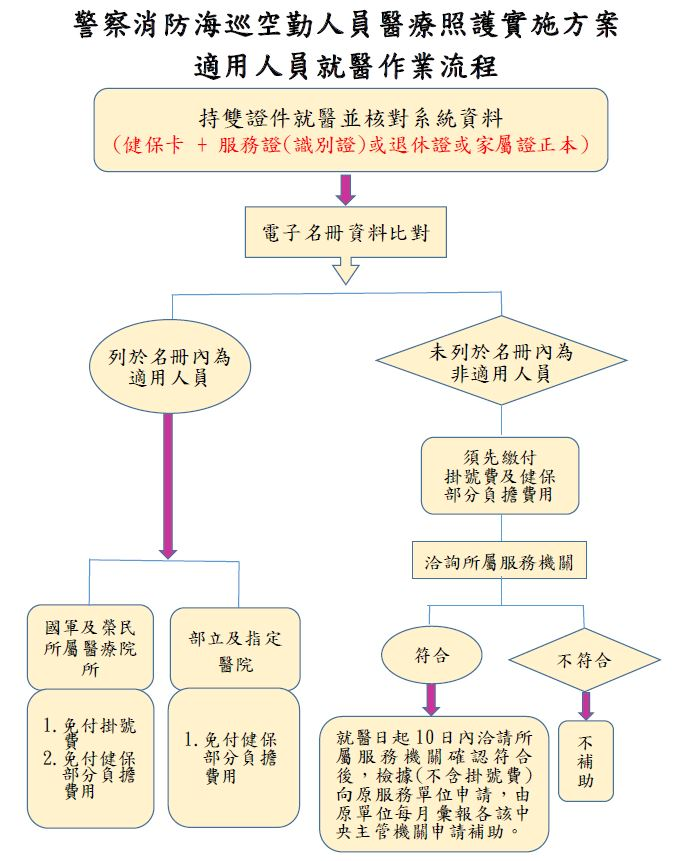 警察消防海巡空勤人員醫療照護實施方案
適用人員就醫作業流程
持雙證件就醫並核對系統資料
(健保卡 + 服務證(識別證)或退休證或家屬證正本)
電子名冊資料比對
列於名冊內為
適用人員
未列於名冊內為
非適用人員
須先繳付
掛號費及健保
部分負擔費用
洽詢所屬服務機關
國軍及榮民
所屬醫療院
所
部立及指定
醫院
符合
不符合
1.免付掛號
費
2.免付健保
部分負擔
費用
1.免付健保
部分負擔
費用
就醫日起10日內洽請所
屬服務機關確認符合
後，檢據(不含掛號費)
向原服務單位申請，由
原單位每月彙報各該中
央主管機關申請補助。
不
補
助